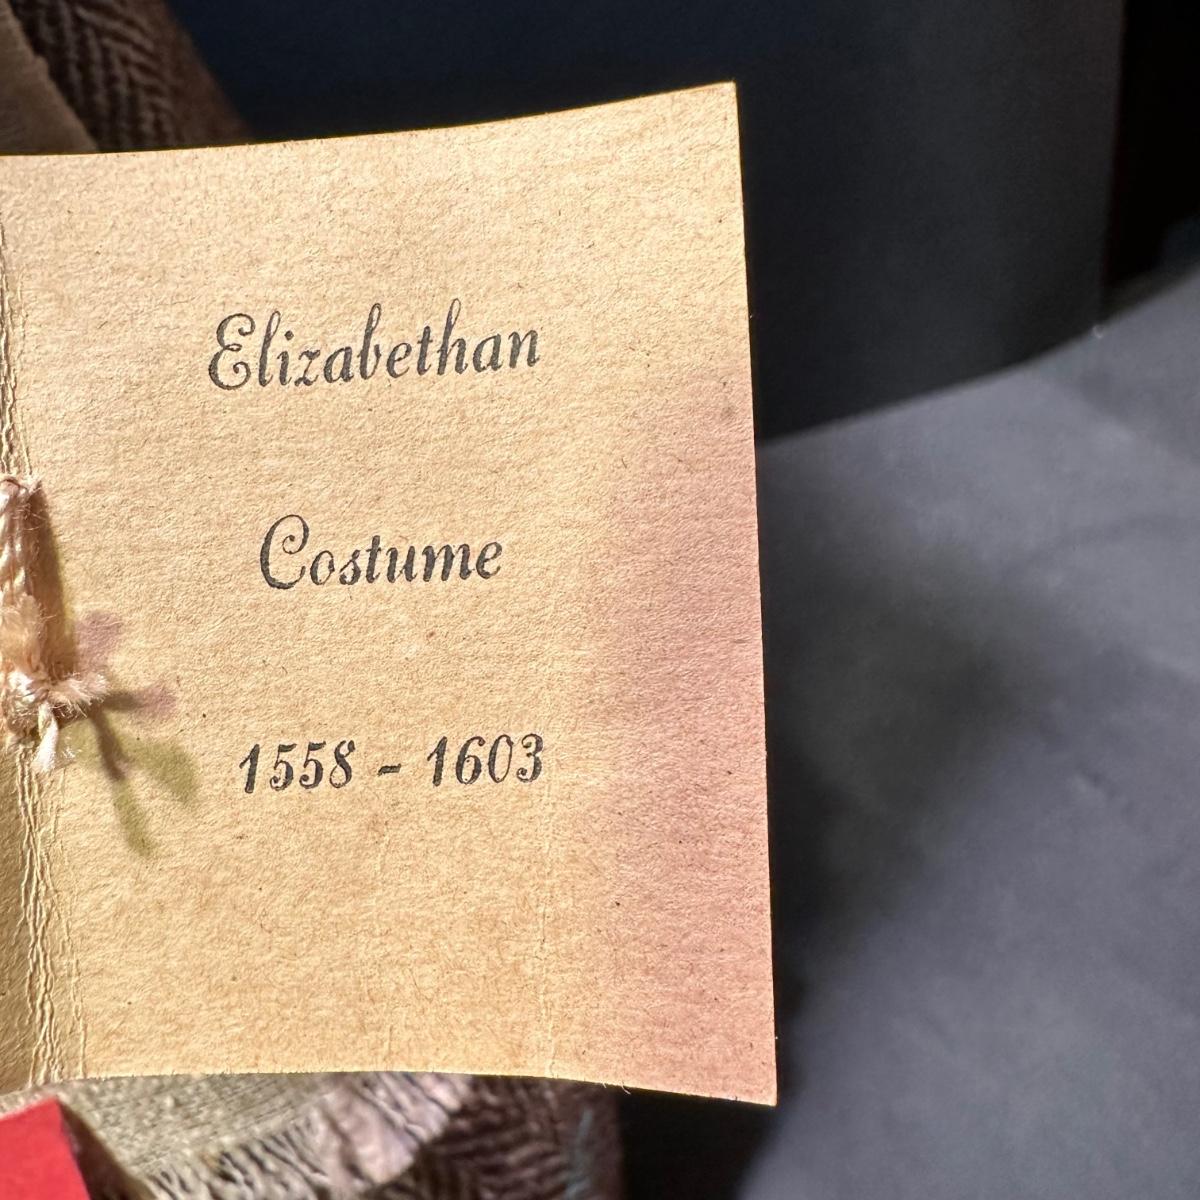 Elizabethan
Costume
1558 - 1603